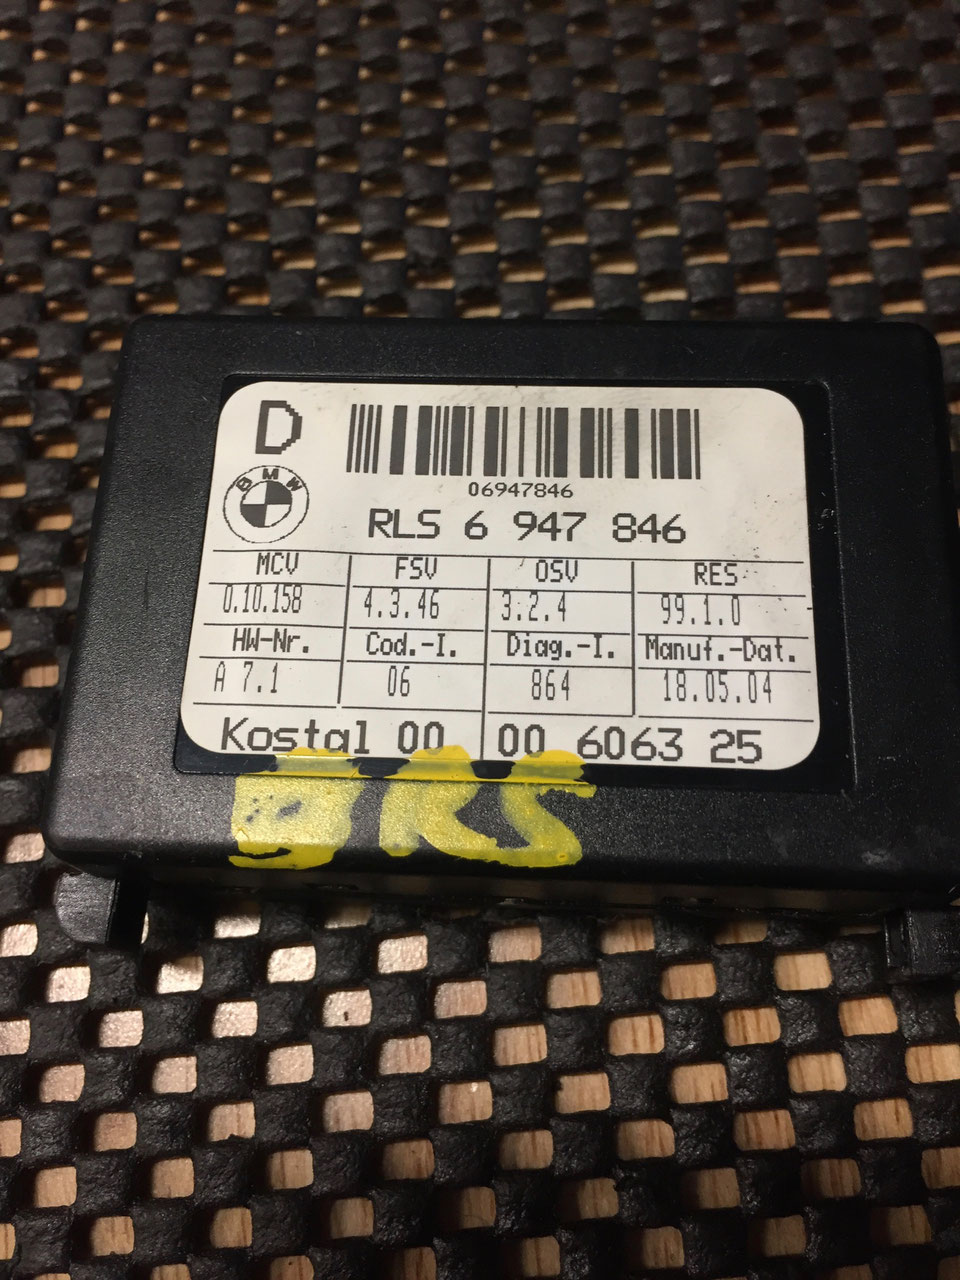 D
BMW
06947846
RLS 6 947 846
MCV FSV OSV RES
0.10.158 4.3.46 3.2.4 99.1.0
HW-Nr. Cod.-I. Diag.-I. Manuf.-Dat.
A 7.1 06 864 18.05.04
Kostal 00 00 6063 25
BRS